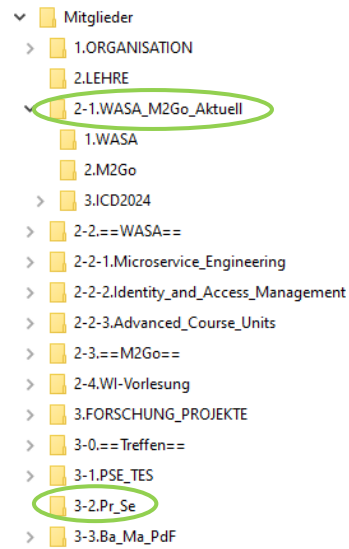 Mitglieder
1.ORGANISATION
2.LEHRE
2-1.WASA_M2Go_Aktuell
1.WASA
2.M2Go
3.ICD2024
2-2.==WASA==
2-2-1.Microservice_Engineering
2-2-2.Identity_and_Access_Management
2-2-3.Advanced_Course_Units
2-3.==M2Go==
2-4.WI-Vorlesung
3.FORSCHUNG_PROJEKTE
3-0.==Treffen==
3-1.PSE_TES
3-2.Pr_Se
3-3.Ba_Ma_PdF